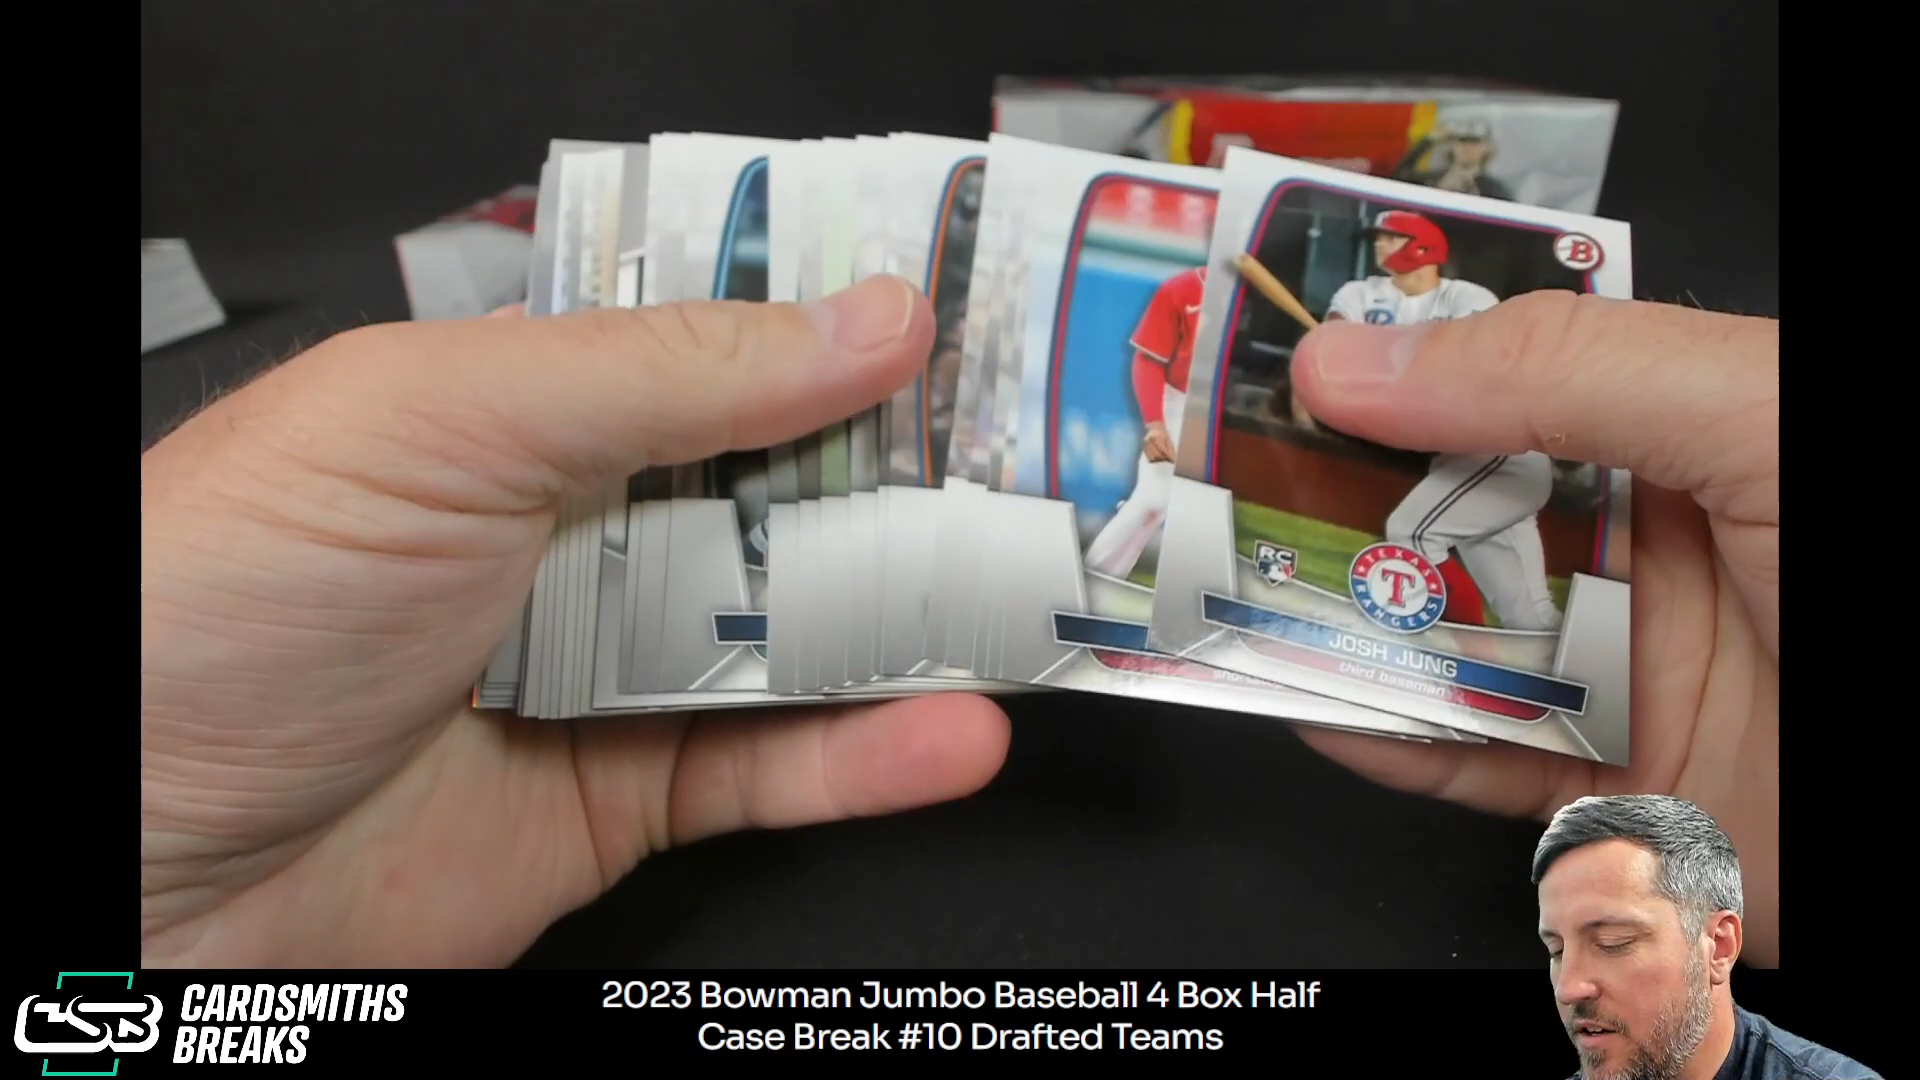 B
RC
TEXAS
T
RANGERS
JOSH JUNG
third baseman
CSB
CARDSMITHS
BREAKS
2023 Bowman Jumbo Baseball 4 Box Half
Case Break #10 Drafted Teams